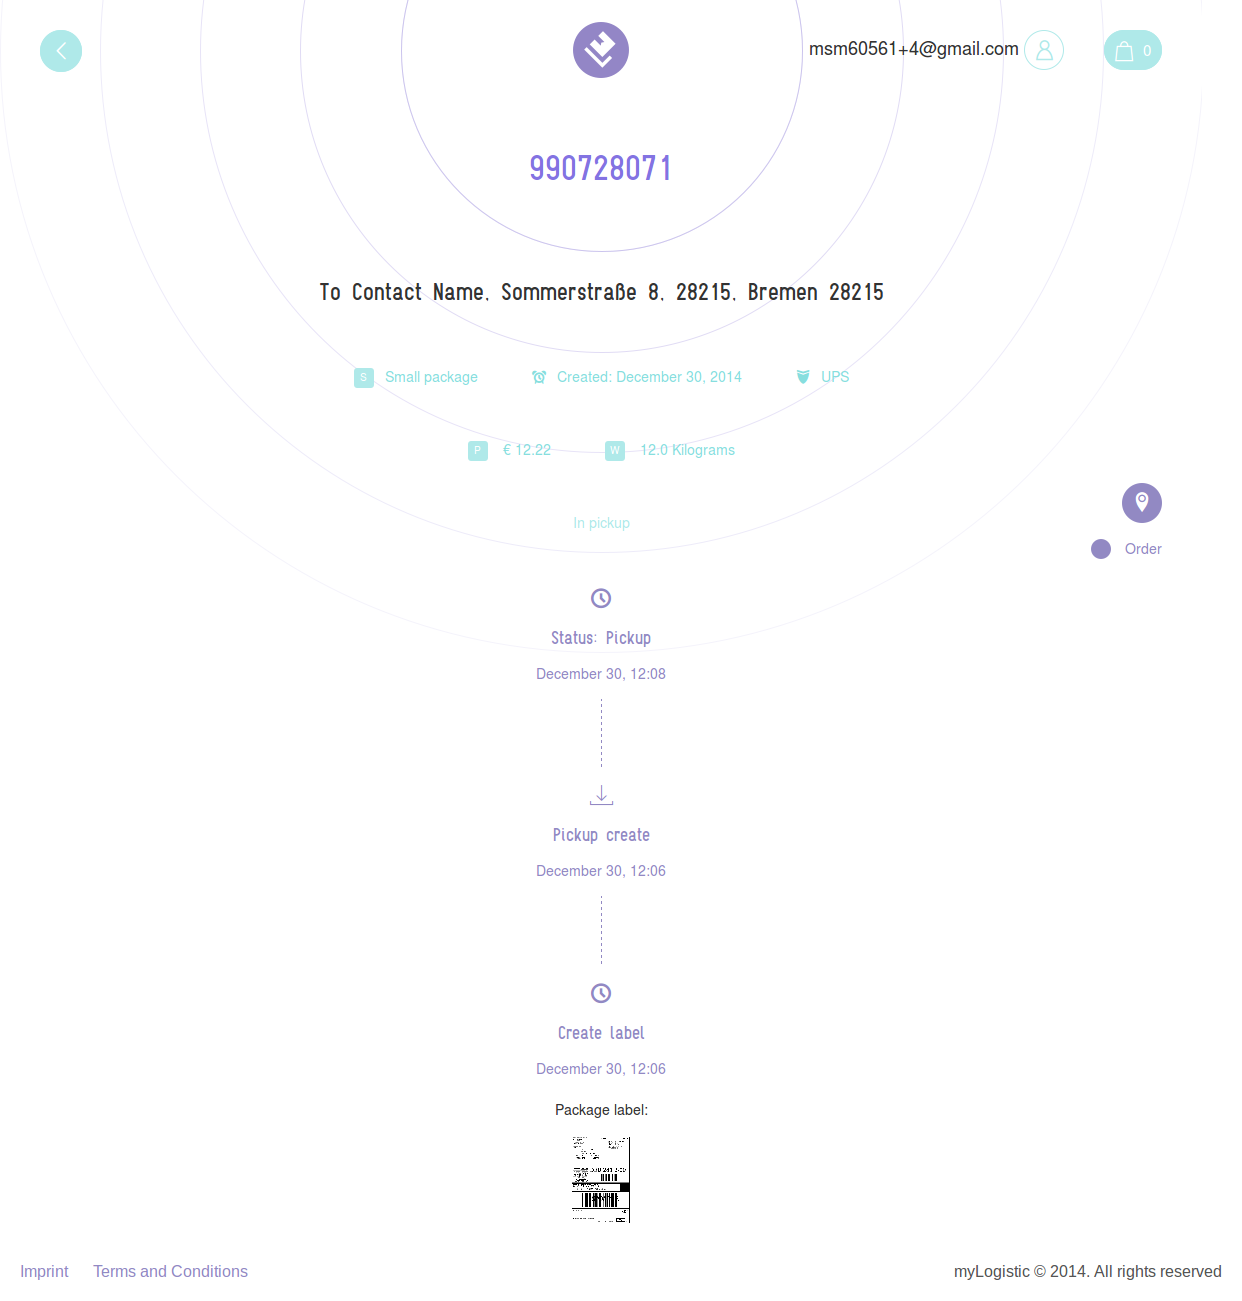 msm60561+4@gmail.com
0
990728071
To Contact Name, Sommerstraße 8, 28215, Bremen 28215
S Small package
Created: December 30, 2014
UPS
P € 12.22
W 12.0 Kilograms
In pickup
Order
Status: Pickup
December 30, 12:08
Pickup create
December 30, 12:06
Create label
December 30, 12:06
Package label:
Imprint
Terms and Conditions
myLogistic © 2014. All rights reserved